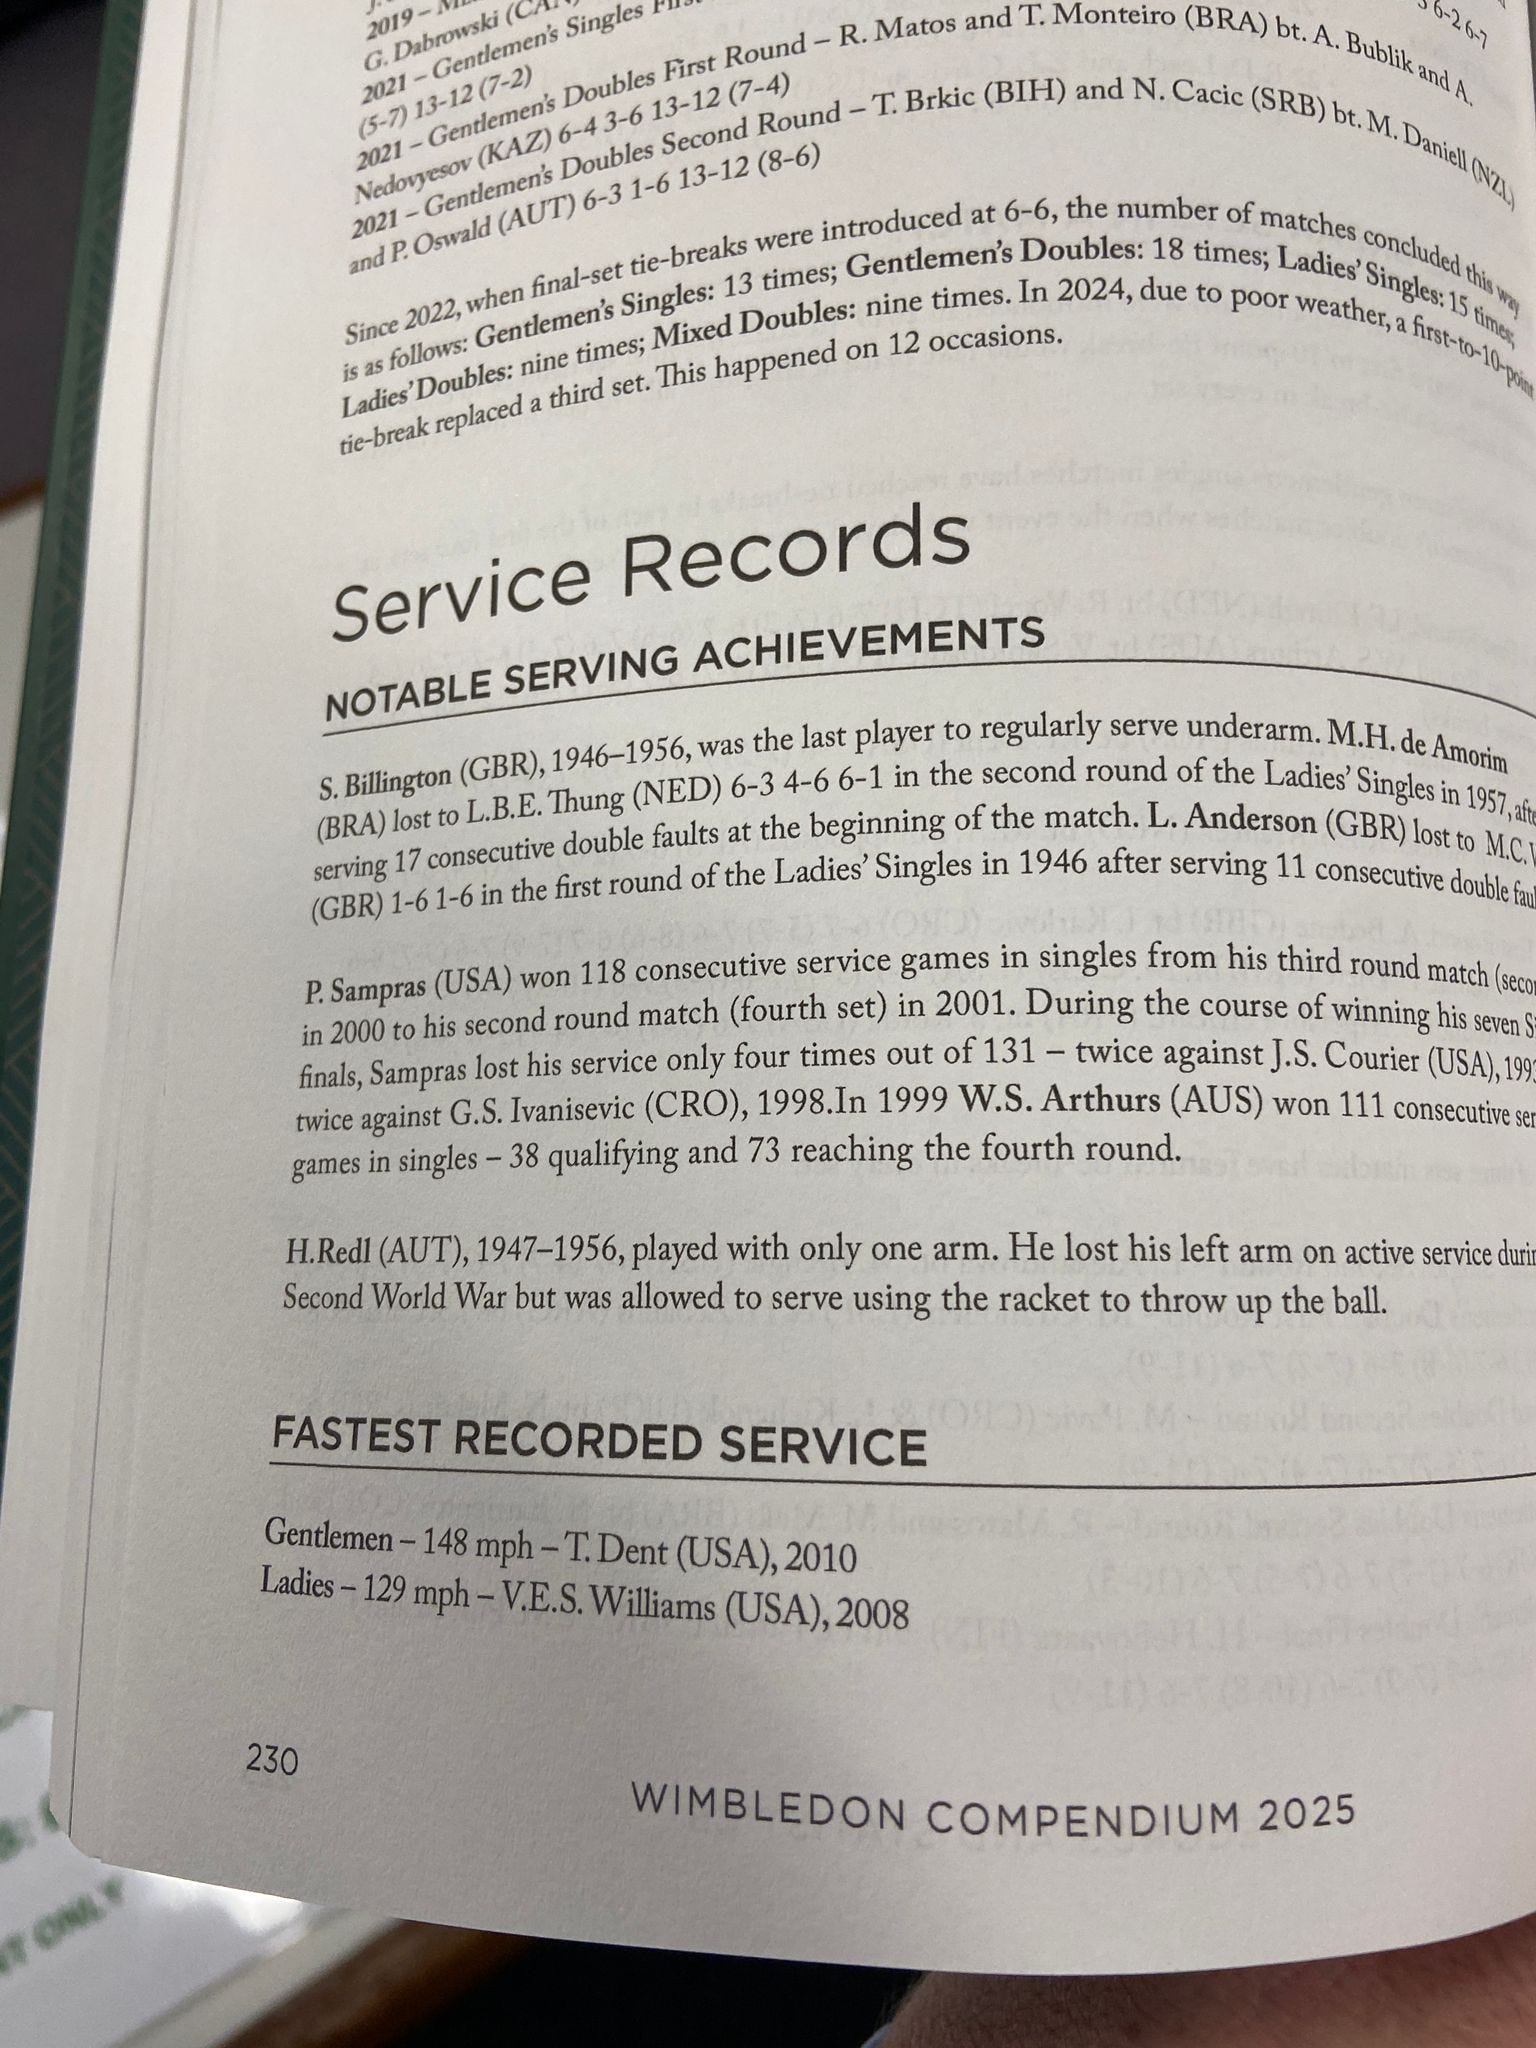 2019 –
G. Dabrowski (CAN)
2021 – Gentlemen's Singles First
6-2 6-7
(5-7) 13-12 (7-2)
2021 – Gentlemen's Doubles First Round – R. Matos and T. Monteiro (BRA) bt. A. Bublik and A.
Nedovyesov (KAZ) 6-4 3-6 13-12 (7-4)
2021 – Gentlemen's Doubles Second Round – T. Brkic (BIH) and N. Cacic (SRB) bt. M. Daniell (NZL)
and P. Oswald (AUT) 6-3 1-6 13-12 (8-6)
Since 2022, when final-set tie-breaks were introduced at 6-6, the number of matches concluded this way
is as follows: Gentlemen's Singles: 13 times; Gentlemen's Doubles: 18 times; Ladies' Singles: 15 times;
Ladies' Doubles: nine times; Mixed Doubles: nine times. In 2024, due to poor weather, a first-to-10-point
tie-break replaced a third set. This happened on 12 occasions.
Service Records
NOTABLE SERVING ACHIEVEMENTS
S. Billington (GBR), 1946–1956, was the last player to regularly serve underarm. M.H. de Amorim
(BRA) lost to L.B.E. Thung (NED) 6-3 4-6 6-1 in the second round of the Ladies' Singles in 1957, after
serving 17 consecutive double faults at the beginning of the match. L. Anderson (GBR) lost to M.C.
(GBR) 1-6 1-6 in the first round of the Ladies' Singles in 1946 after serving 11 consecutive double faul
P. Sampras (USA) won 118 consecutive service games in singles from his third round match (secon
in 2000 to his second round match (fourth set) in 2001. During the course of winning his seven Si
finals, Sampras lost his service only four times out of 131 – twice against J.S. Courier (USA), 1993
twice against G.S. Ivanisevic (CRO), 1998.In 1999 W.S. Arthurs (AUS) won 111 consecutive ser
games in singles – 38 qualifying and 73 reaching the fourth round.
H.Redl (AUT), 1947–1956, played with only one arm. He lost his left arm on active service durin
Second World War but was allowed to serve using the racket to throw up the ball.
FASTEST RECORDED SERVICE
Gentlemen – 148 mph – T. Dent (USA), 2010
Ladies – 129 mph – V.E.S. Williams (USA), 2008
230
WIMBLEDON COMPENDIUM 2025
ONLY